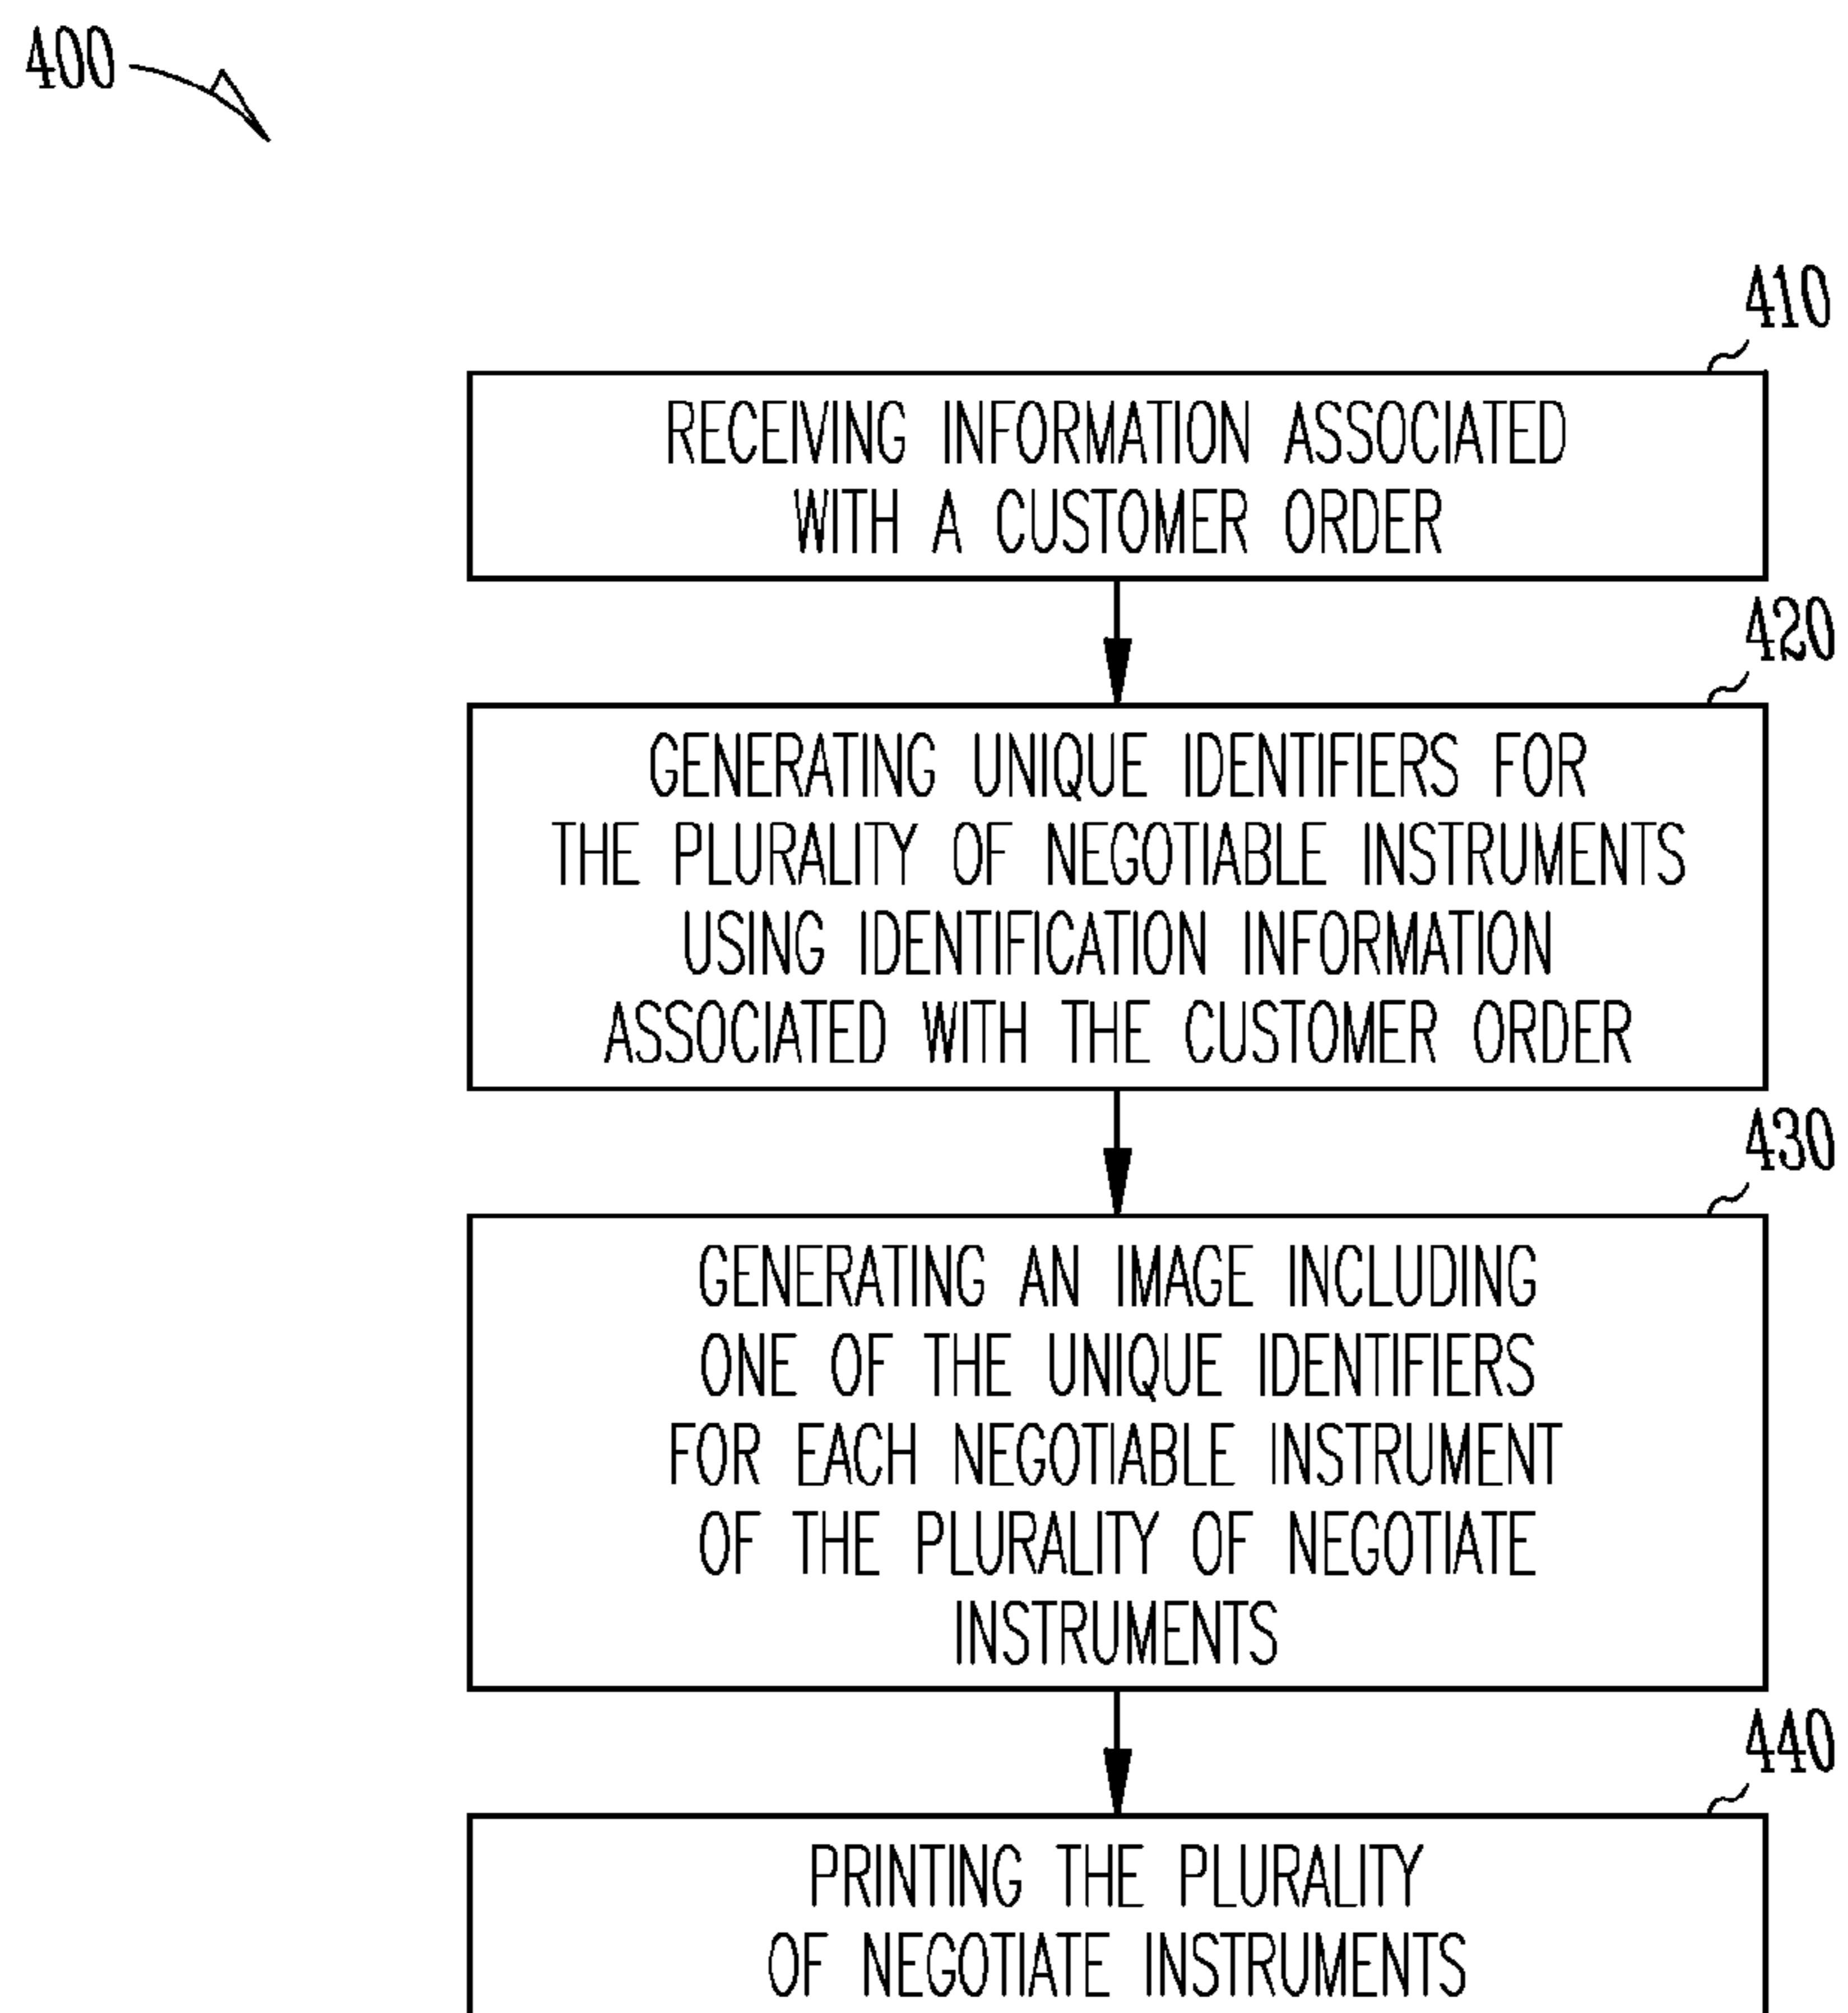 400
410
RECEIVING INFORMATION ASSOCIATED
WITH A CUSTOMER ORDER
420
GENERATING UNIQUE IDENTIFIERS FOR
THE PLURALITY OF NEGOTIABLE INSTRUMENTS
USING IDENTIFICATION INFORMATION
ASSOCIATED WITH THE CUSTOMER ORDER
430
GENERATING AN IMAGE INCLUDING
ONE OF THE UNIQUE IDENTIFIERS
FOR EACH NEGOTIABLE INSTRUMENT
OF THE PLURALITY OF NEGOTIATE
INSTRUMENTS
440
PRINTING THE PLURALITY
OF NEGOTIATE INSTRUMENTS